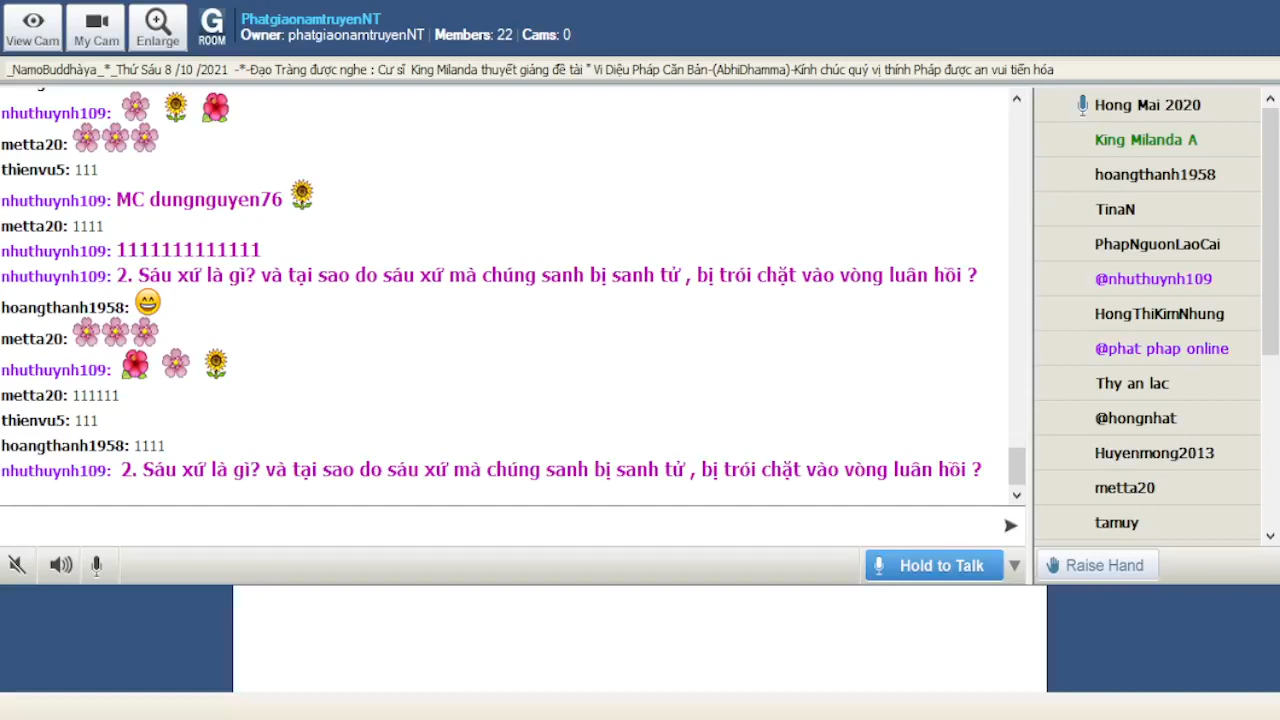 PhatgiaonamtruyenNT
View Cam
My Cam
Enlarge
G ROOM
Owner: phatgiaonamtruyenNT | Members: 22 | Cams: 0
_NamoBuddhàya_*_Thứ Sáu 8 /10 /2021 -*-Đạo Tràng được nghe : Cư sĩ King Milanda thuyết giảng đề tài " Vi Diệu Pháp Căn Bản-(AbhiDhamma)-Kính chúc quý vị thính Pháp được an vui tiến hóa
nhuthuynh109:
metta20:
thienvu5: 111
nhuthuynh109: MC dungnguyen76
metta20: 1111
nhuthuynh109: 1111111111111
nhuthuynh109: 2. Sáu xứ là gì? và tại sao do sáu xứ mà chúng sanh bị sanh tử , bị trói chặt vào vòng luân hồi ?
hoangthanh1958:
metta20:
nhuthuynh109:
metta20: 111111
thienvu5: 111
hoangthanh1958: 1111
nhuthuynh109: 2. Sáu xứ là gì? và tại sao do sáu xứ mà chúng sanh bị sanh tử , bị trói chặt vào vòng luân hồi ?
Hong Mai 2020
King Milanda A
hoangthanh1958
TinaN
PhapNguonLaoCai
@nhuthuynh109
HongThiKimNhung
@phat phap online
Thy an lac
@hongnhat
Huyenmong2013
metta20
tamuy
Hold to Talk
Raise Hand